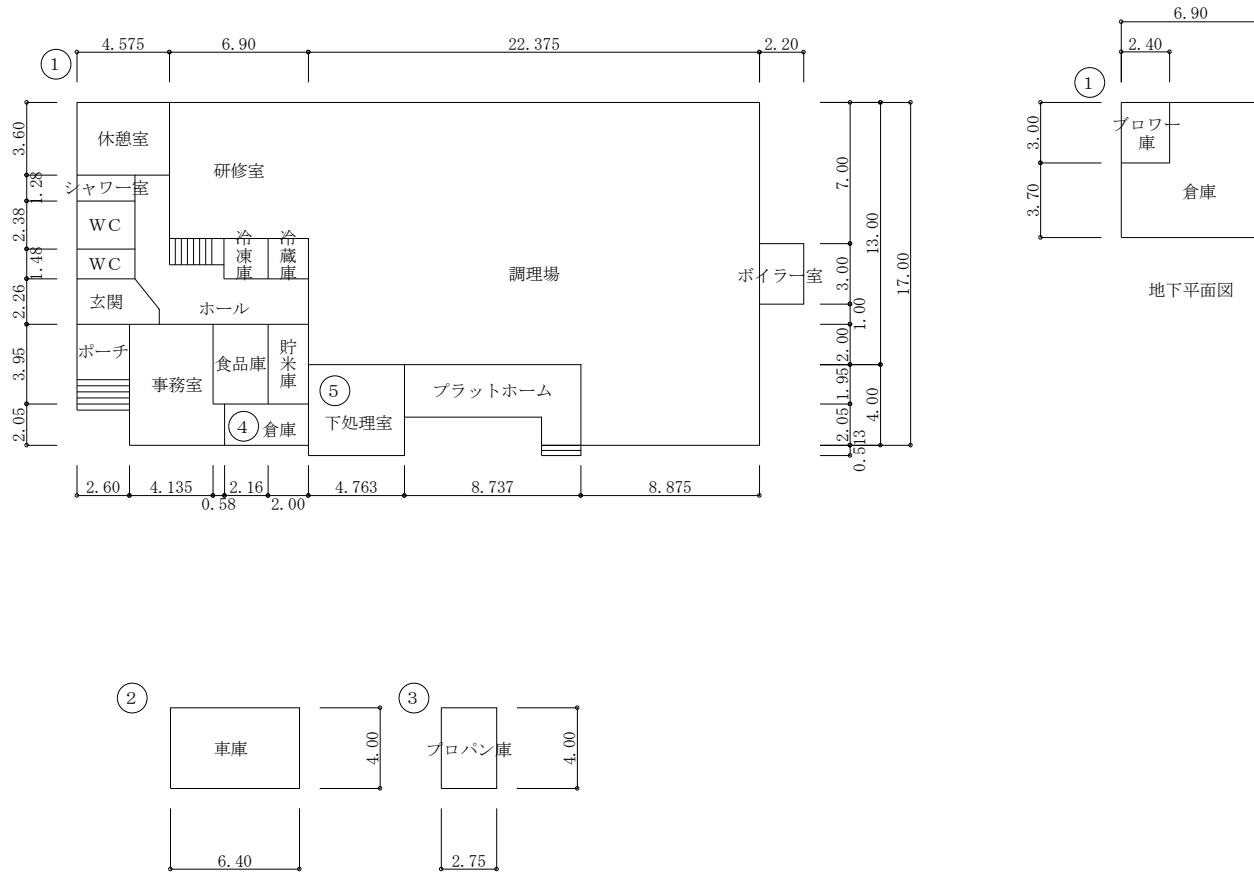 4.575
6.90
22.375
2.20
6.90
2.40
①
①
3.60
1.28
2.38
1.48
2.26
3.95
2.05
休憩室
シャワー室
WC
WC
玄関
ポーチ
研修室
冷凍庫
冷蔵庫
ホール
事務室
食品庫
貯米庫
④
倉庫
⑤
下処理室
プラットホーム
調理場
ボイラー室
7.00
3.00
1.00
2.00
1.95
2.05
0.513
13.00
4.00
17.00
3.00
3.70
ブロワー
庫
倉庫
地下平面図
2.60
4.135
0.58
2.16
2.00
4.763
8.737
8.875
②
車庫
4.00
6.40
③
プロパン庫
4.00
2.75